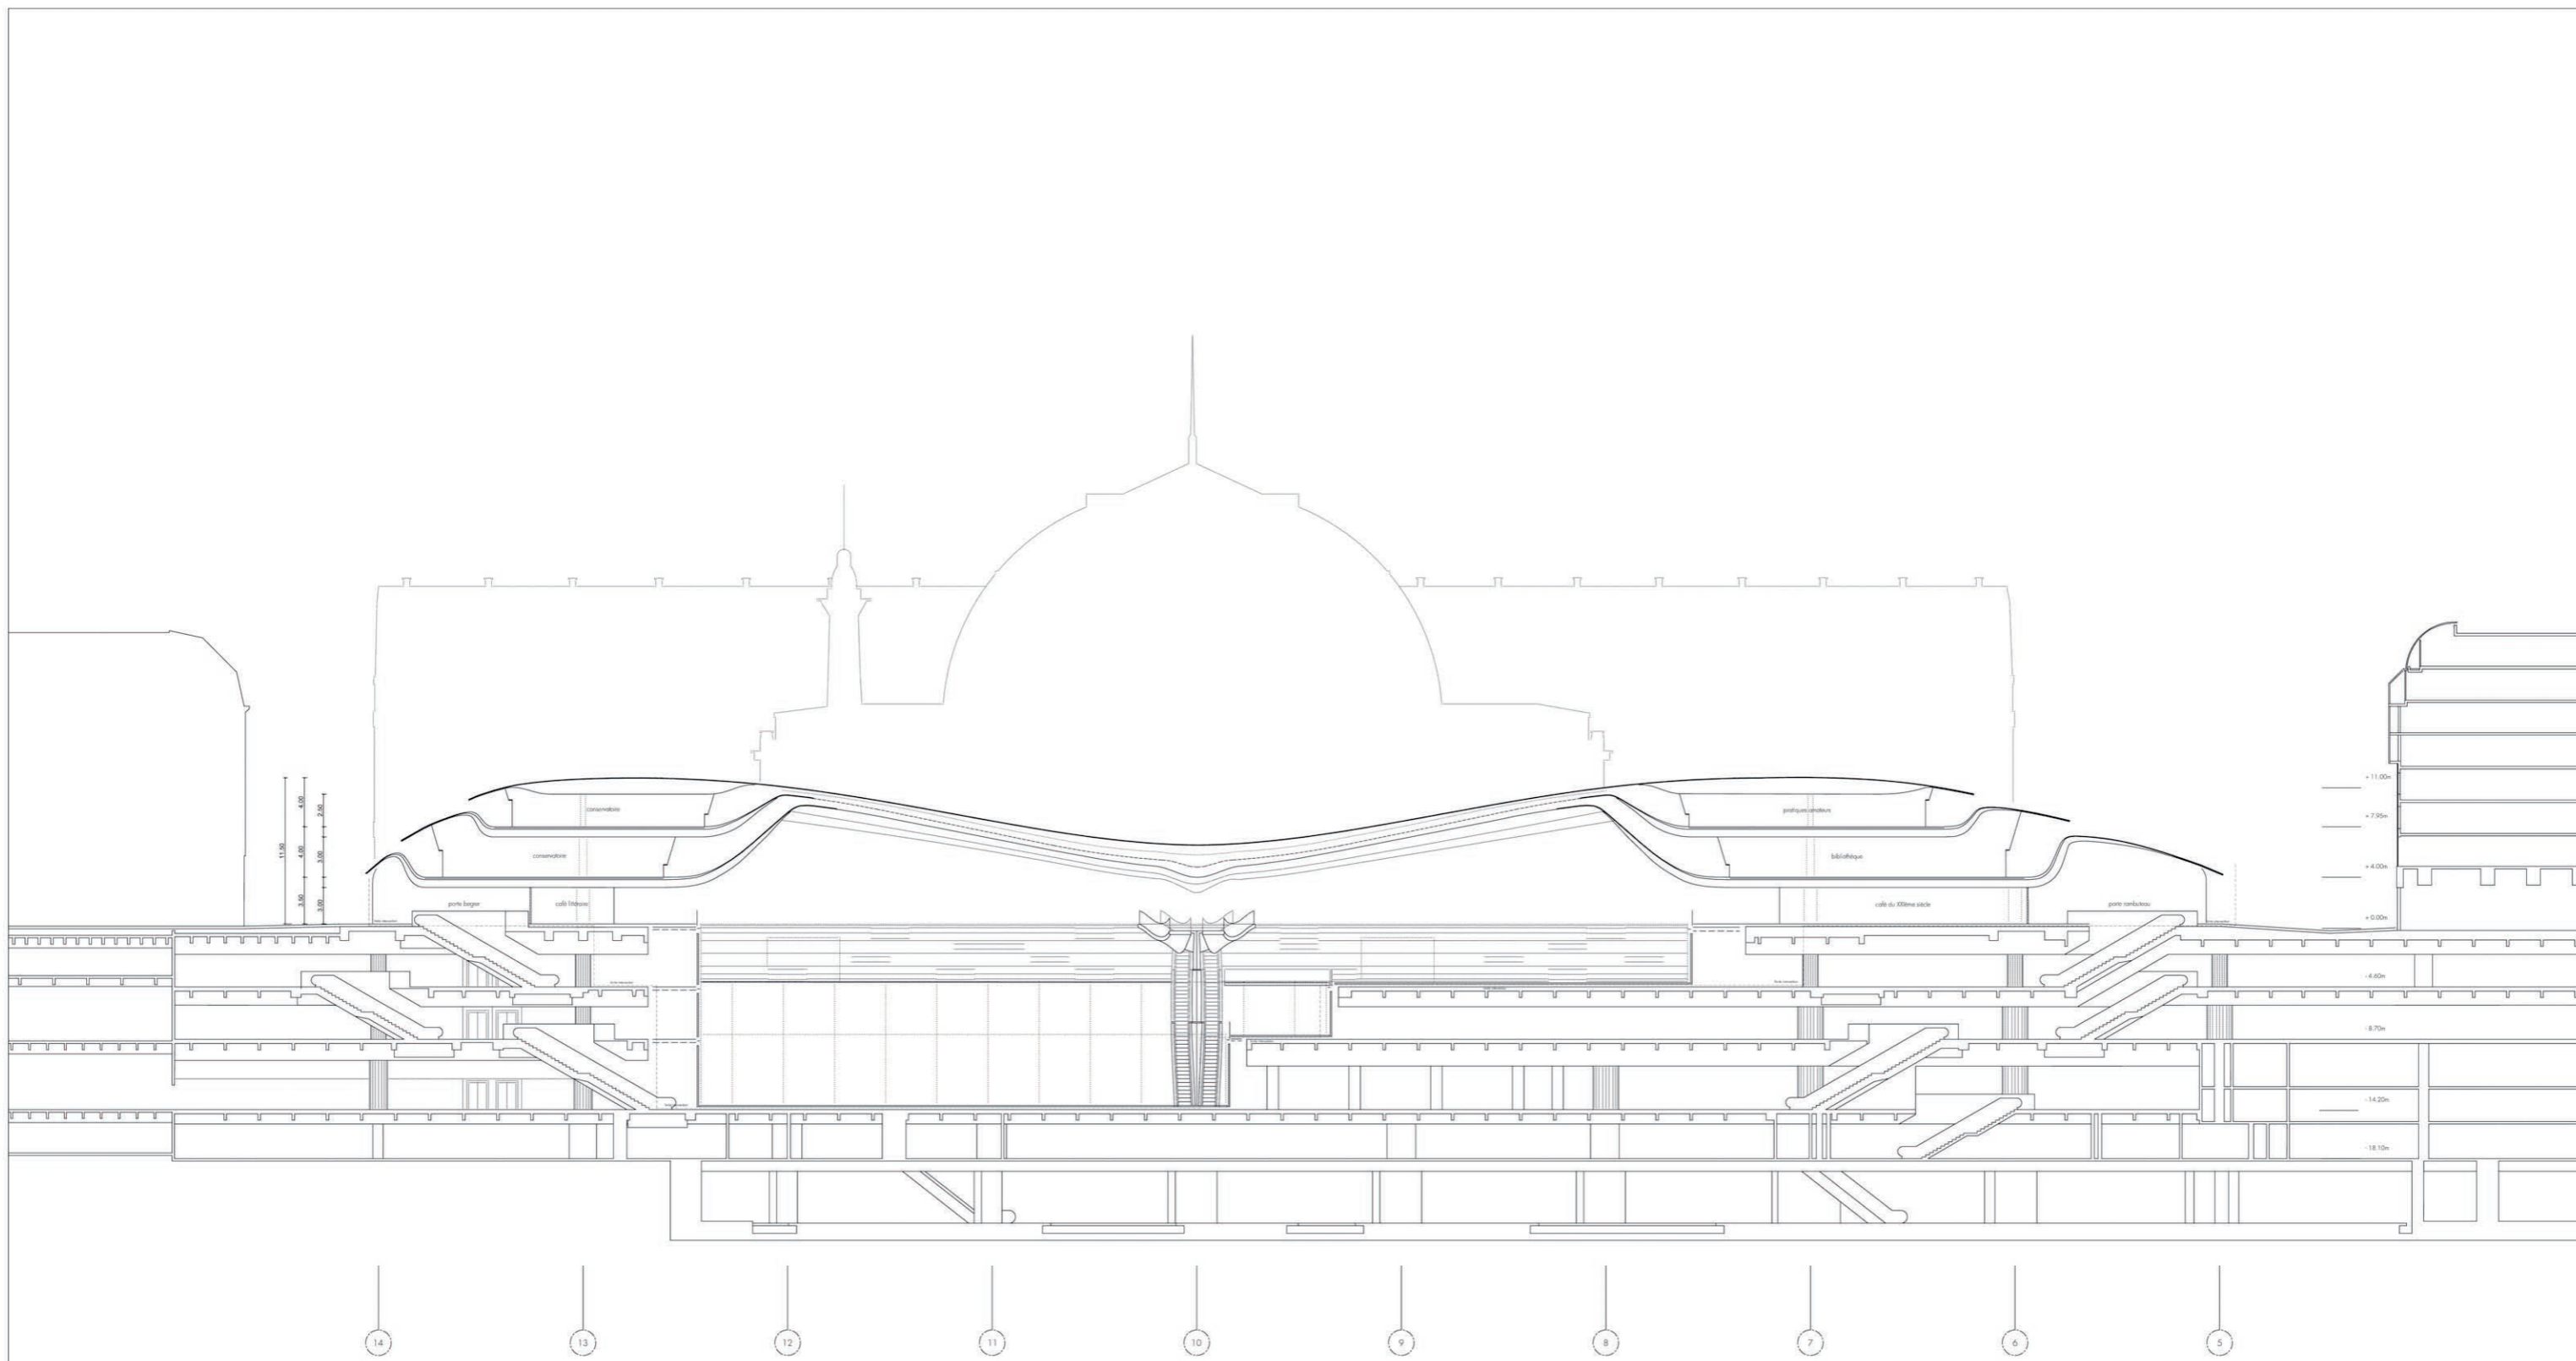 conservatoire
pratiques amateurs
conservatoire
bibliothèque
porte berger
café littéraire
café du XXIème siècle
porte rambuteau
11.50
4.00
4.00
3.50
2.50
3.00
3.00
+ 11.00m
+ 7.95m
+ 4.00m
+ 0.00m
- 4.60m
- 8.70m
- 14.20m
- 18.10m
14
13
12
11
10
9
8
7
6
5